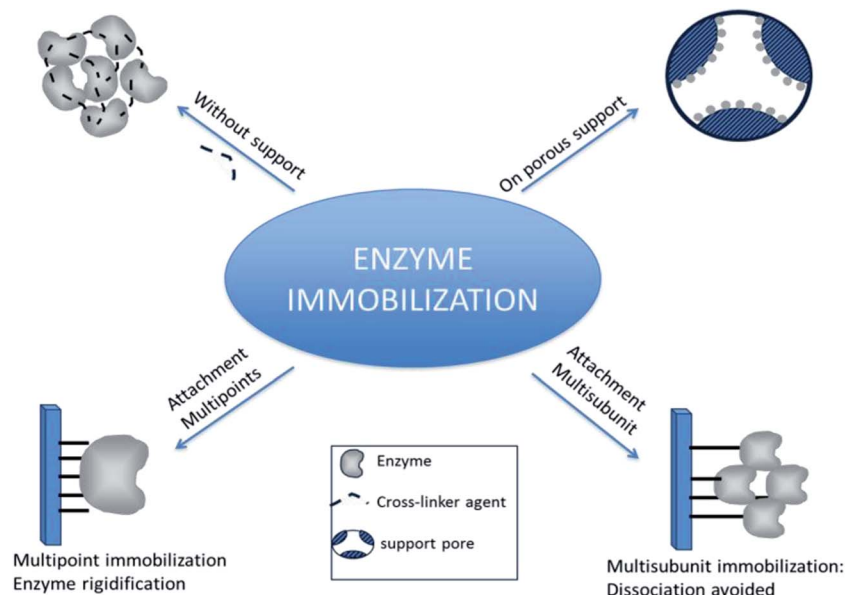 Without support
On porous support
ENZYME
IMMOBILIZATION
Attachment
Multipoints
Attachment
Multisubunit
Enzyme
Cross-linker agent
support pore
Multipoint immobilization
Enzyme rigidification
Multisubunit immobilization:
Dissociation avoided